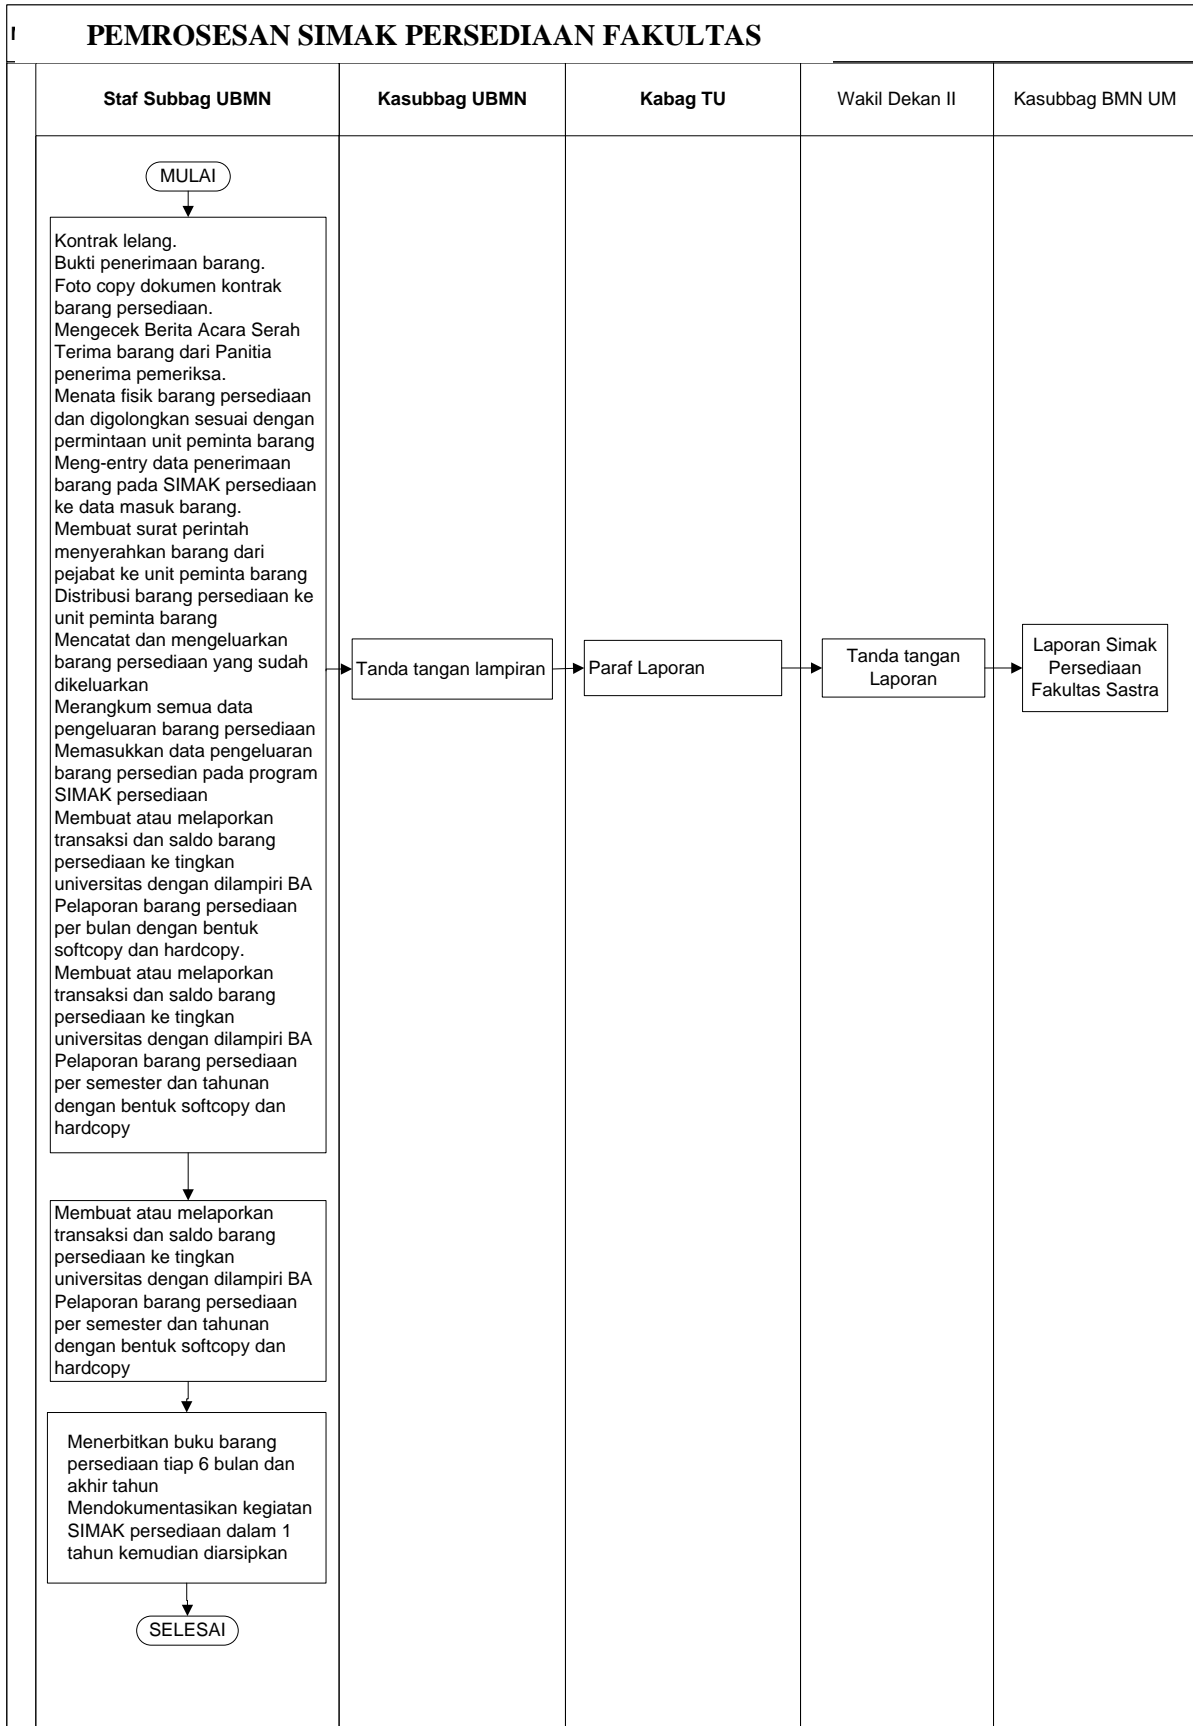 PEMROSESAN SIMAK PERSEDIAAN FAKULTAS
Staf Subbag UBMN
Kasubbag UBMN
Kabag TU
Wakil Dekan II
Kasubbag BMN UM
MULAI
Kontrak lelang.
Bukti penerimaan barang.
Foto copy dokumen kontrak
barang persediaan.
Mengecek Berita Acara Serah
Terima barang dari Panitia
penerima pemeriksa.
Menata fisik barang persediaan
dan digolongkan sesuai dengan
permintaan unit peminta barang
Meng-entry data penerimaan
barang pada SIMAK persediaan
ke data masuk barang.
Membuat surat perintah
menyerahkan barang dari
pejabat ke unit peminta barang
Distribusi barang persediaan ke
unit peminta barang
Mencatat dan mengeluarkan
barang persediaan yang sudah
dikeluarkan
Merangkum semua data
pengeluaran barang persediaan
Memasukkan data pengeluaran
barang persedian pada program
SIMAK persediaan
Membuat atau melaporkan
transaksi dan saldo barang
persediaan ke tingkan
universitas dengan dilampiri BA
Pelaporan barang persediaan
per bulan dengan bentuk
softcopy dan hardcopy.
Membuat atau melaporkan
transaksi dan saldo barang
persediaan ke tingkan
universitas dengan dilampiri BA
Pelaporan barang persediaan
per semester dan tahunan
dengan bentuk softcopy dan
hardcopy
Tanda tangan lampiran
Paraf Laporan
Tanda tangan
Laporan
Laporan Simak
Persediaan
Fakultas Sastra
Membuat atau melaporkan
transaksi dan saldo barang
persediaan ke tingkan
universitas dengan dilampiri BA
Pelaporan barang persediaan
per semester dan tahunan
dengan bentuk softcopy dan
hardcopy
Menerbitkan buku barang
persediaan tiap 6 bulan dan
akhir tahun
Mendokumentasikan kegiatan
SIMAK persediaan dalam 1
tahun kemudian diarsipkan
SELESAI